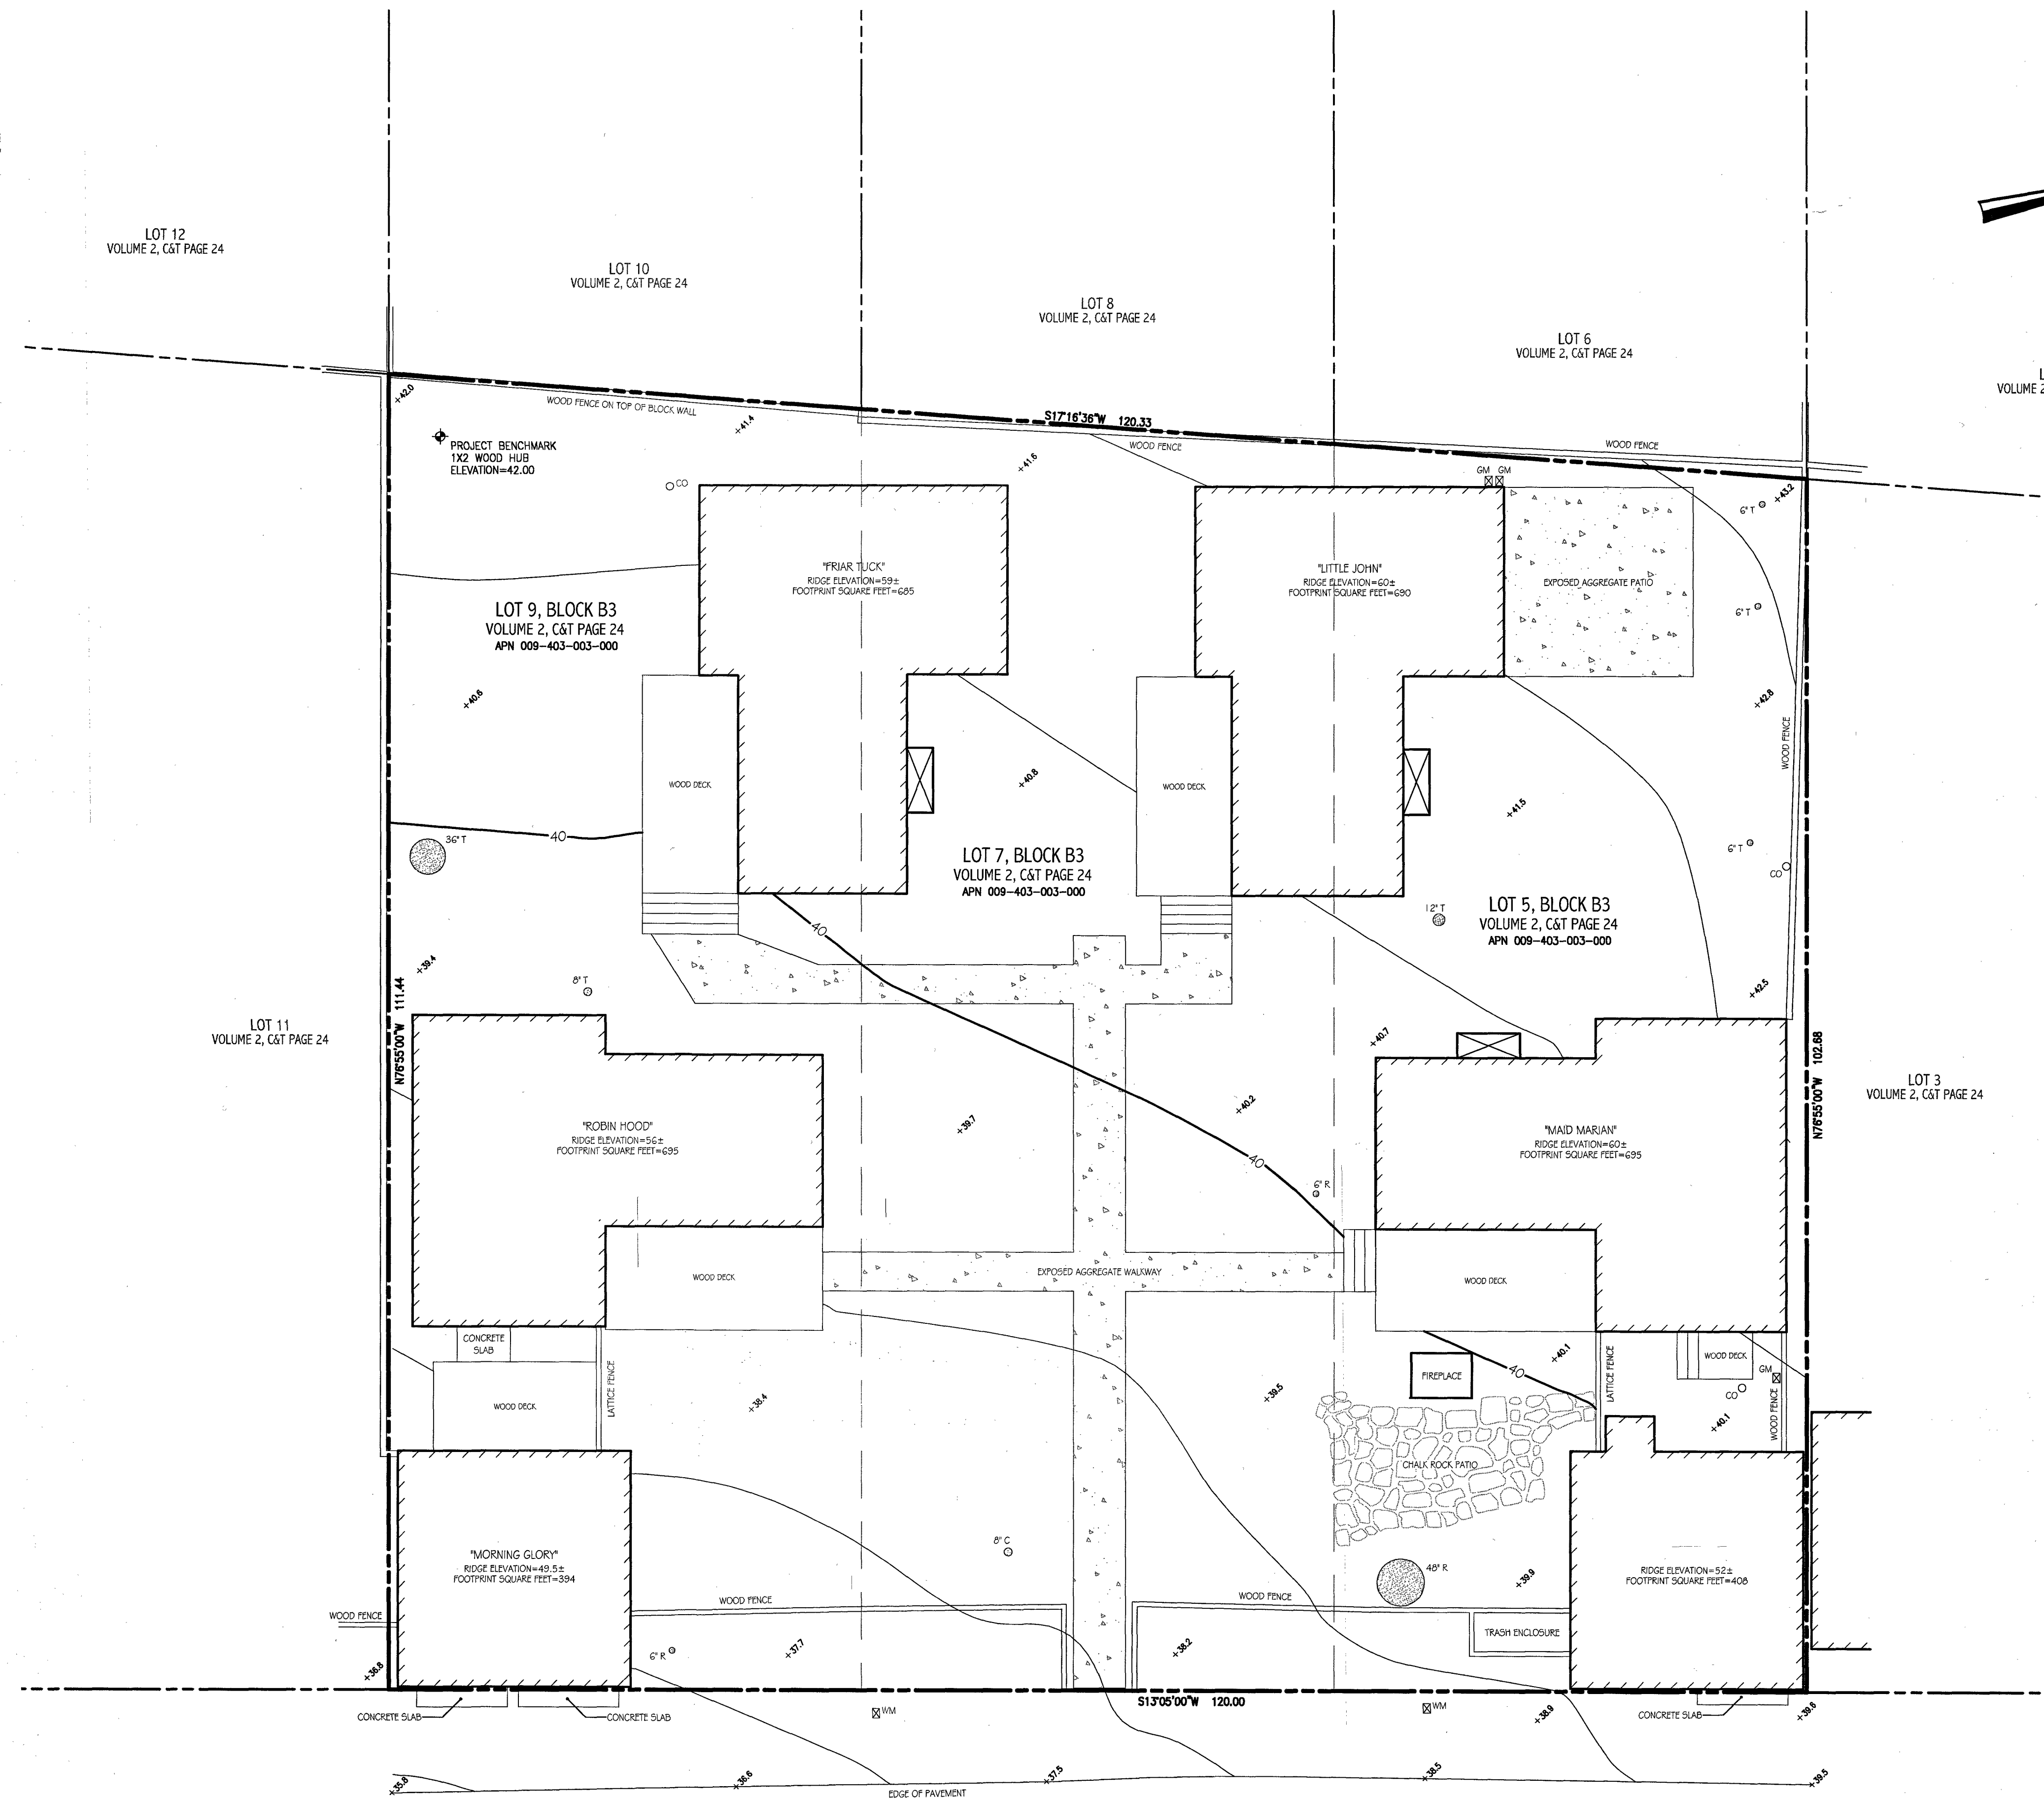 LOT 12
VOLUME 2, C&T PAGE 24
LOT 10
VOLUME 2, C&T PAGE 24
LOT 8
VOLUME 2, C&T PAGE 24
LOT 6
VOLUME 2, C&T PAGE 24
VOLUME 2
+42.0
WOOD FENCE ON TOP OF BLOCK WALL
+41.4
S17°16'36"W 120.33
WOOD FENCE
WOOD FENCE
PROJECT BENCHMARK
1X2 WOOD HUB
ELEVATION=42.00
CO
+41.6
GM GM
6" T
+43.2
"FRIAR TUCK"
RIDGE ELEVATION=59±
FOOTPRINT SQUARE FEET=685
"LITTLE JOHN"
RIDGE ELEVATION=60±
FOOTPRINT SQUARE FEET=690
EXPOSED AGGREGATE PATIO
6" T
LOT 9, BLOCK B3
VOLUME 2, C&T PAGE 24
APN 009-403-003-000
+40.6
+42.8
WOOD FENCE
WOOD DECK
+40.8
WOOD DECK
+41.5
40
36" T
6" T
CO
LOT 7, BLOCK B3
VOLUME 2, C&T PAGE 24
APN 009-403-003-000
12" T
LOT 5, BLOCK B3
VOLUME 2, C&T PAGE 24
APN 009-403-003-000
40
+39.4
8" T
+42.5
N76°55'00"W 111.44
LOT 11
VOLUME 2, C&T PAGE 24
+40.7
N76°55'00"W 102.68
LOT 3
VOLUME 2, C&T PAGE 24
"ROBIN HOOD"
RIDGE ELEVATION=56±
FOOTPRINT SQUARE FEET=695
+39.7
+40.2
40
6" R
"MAID MARIAN"
RIDGE ELEVATION=60±
FOOTPRINT SQUARE FEET=695
WOOD DECK
EXPOSED AGGREGATE WALKWAY
WOOD DECK
CONCRETE
SLAB
LATTICE FENCE
WOOD DECK
+38.4
+39.5
FIREPLACE
+40.1
40
LATTICE FENCE
WOOD DECK
GM
CO
+40.1
WOOD FENCE
CHALK ROCK PATIO
"MORNING GLORY"
RIDGE ELEVATION=49.5±
FOOTPRINT SQUARE FEET=394
8" C
48" R
+39.9
RIDGE ELEVATION=52±
FOOTPRINT SQUARE FEET=408
WOOD FENCE
WOOD FENCE
WOOD FENCE
TRASH ENCLOSURE
+36.8
6" R
+37.7
+38.2
S13°05'00"W 120.00
CONCRETE SLAB
CONCRETE SLAB
WM
WM
+38.9
CONCRETE SLAB
+39.8
+35.8
+36.6
+37.5
+38.5
+39.5
EDGE OF PAVEMENT